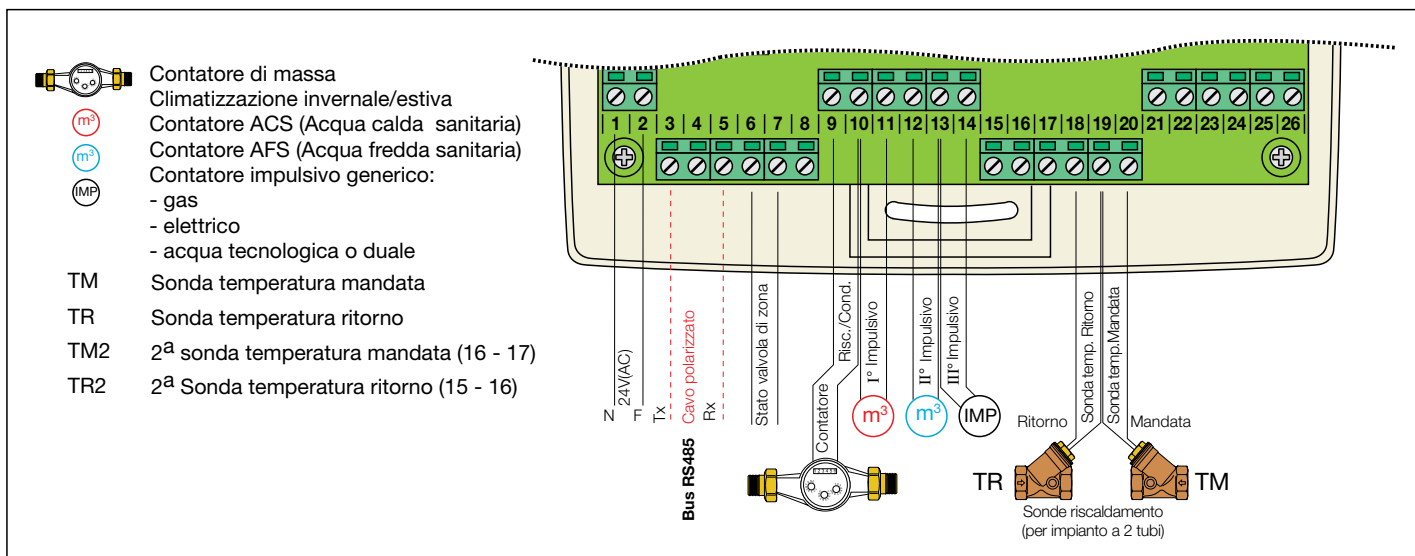 Contatore di massa
Climatizzazione invernale/estiva
m³ Contatore ACS (Acqua calda sanitaria)
m³ Contatore AFS (Acqua fredda sanitaria)
IMP Contatore impulsivo generico:
- gas
- elettrico
- acqua tecnologica o duale
TM Sonda temperatura mandata
TR Sonda temperatura ritorno
TM2 2ª sonda temperatura mandata (16 - 17)
TR2 2ª Sonda temperatura ritorno (15 - 16)
1 2 3 4 5 6 7 8 9 10 11 12 13 14 15 16 17 18 19 20 21 22 23 24 25 26
N
24V(AC)
F
Tx
Cavo polarizzato
Rx
Bus RS485
Stato valvola di zona
Contatore
Risc./Cond.
I° Impulsivo
II° Impulsivo
III° Impulsivo
m³
m³
IMP
Ritorno
Sonda temp. Ritorno
Sonda temp.Mandata
Mandata
TR
TM
Sonde riscaldamento
(per impianto a 2 tubi)